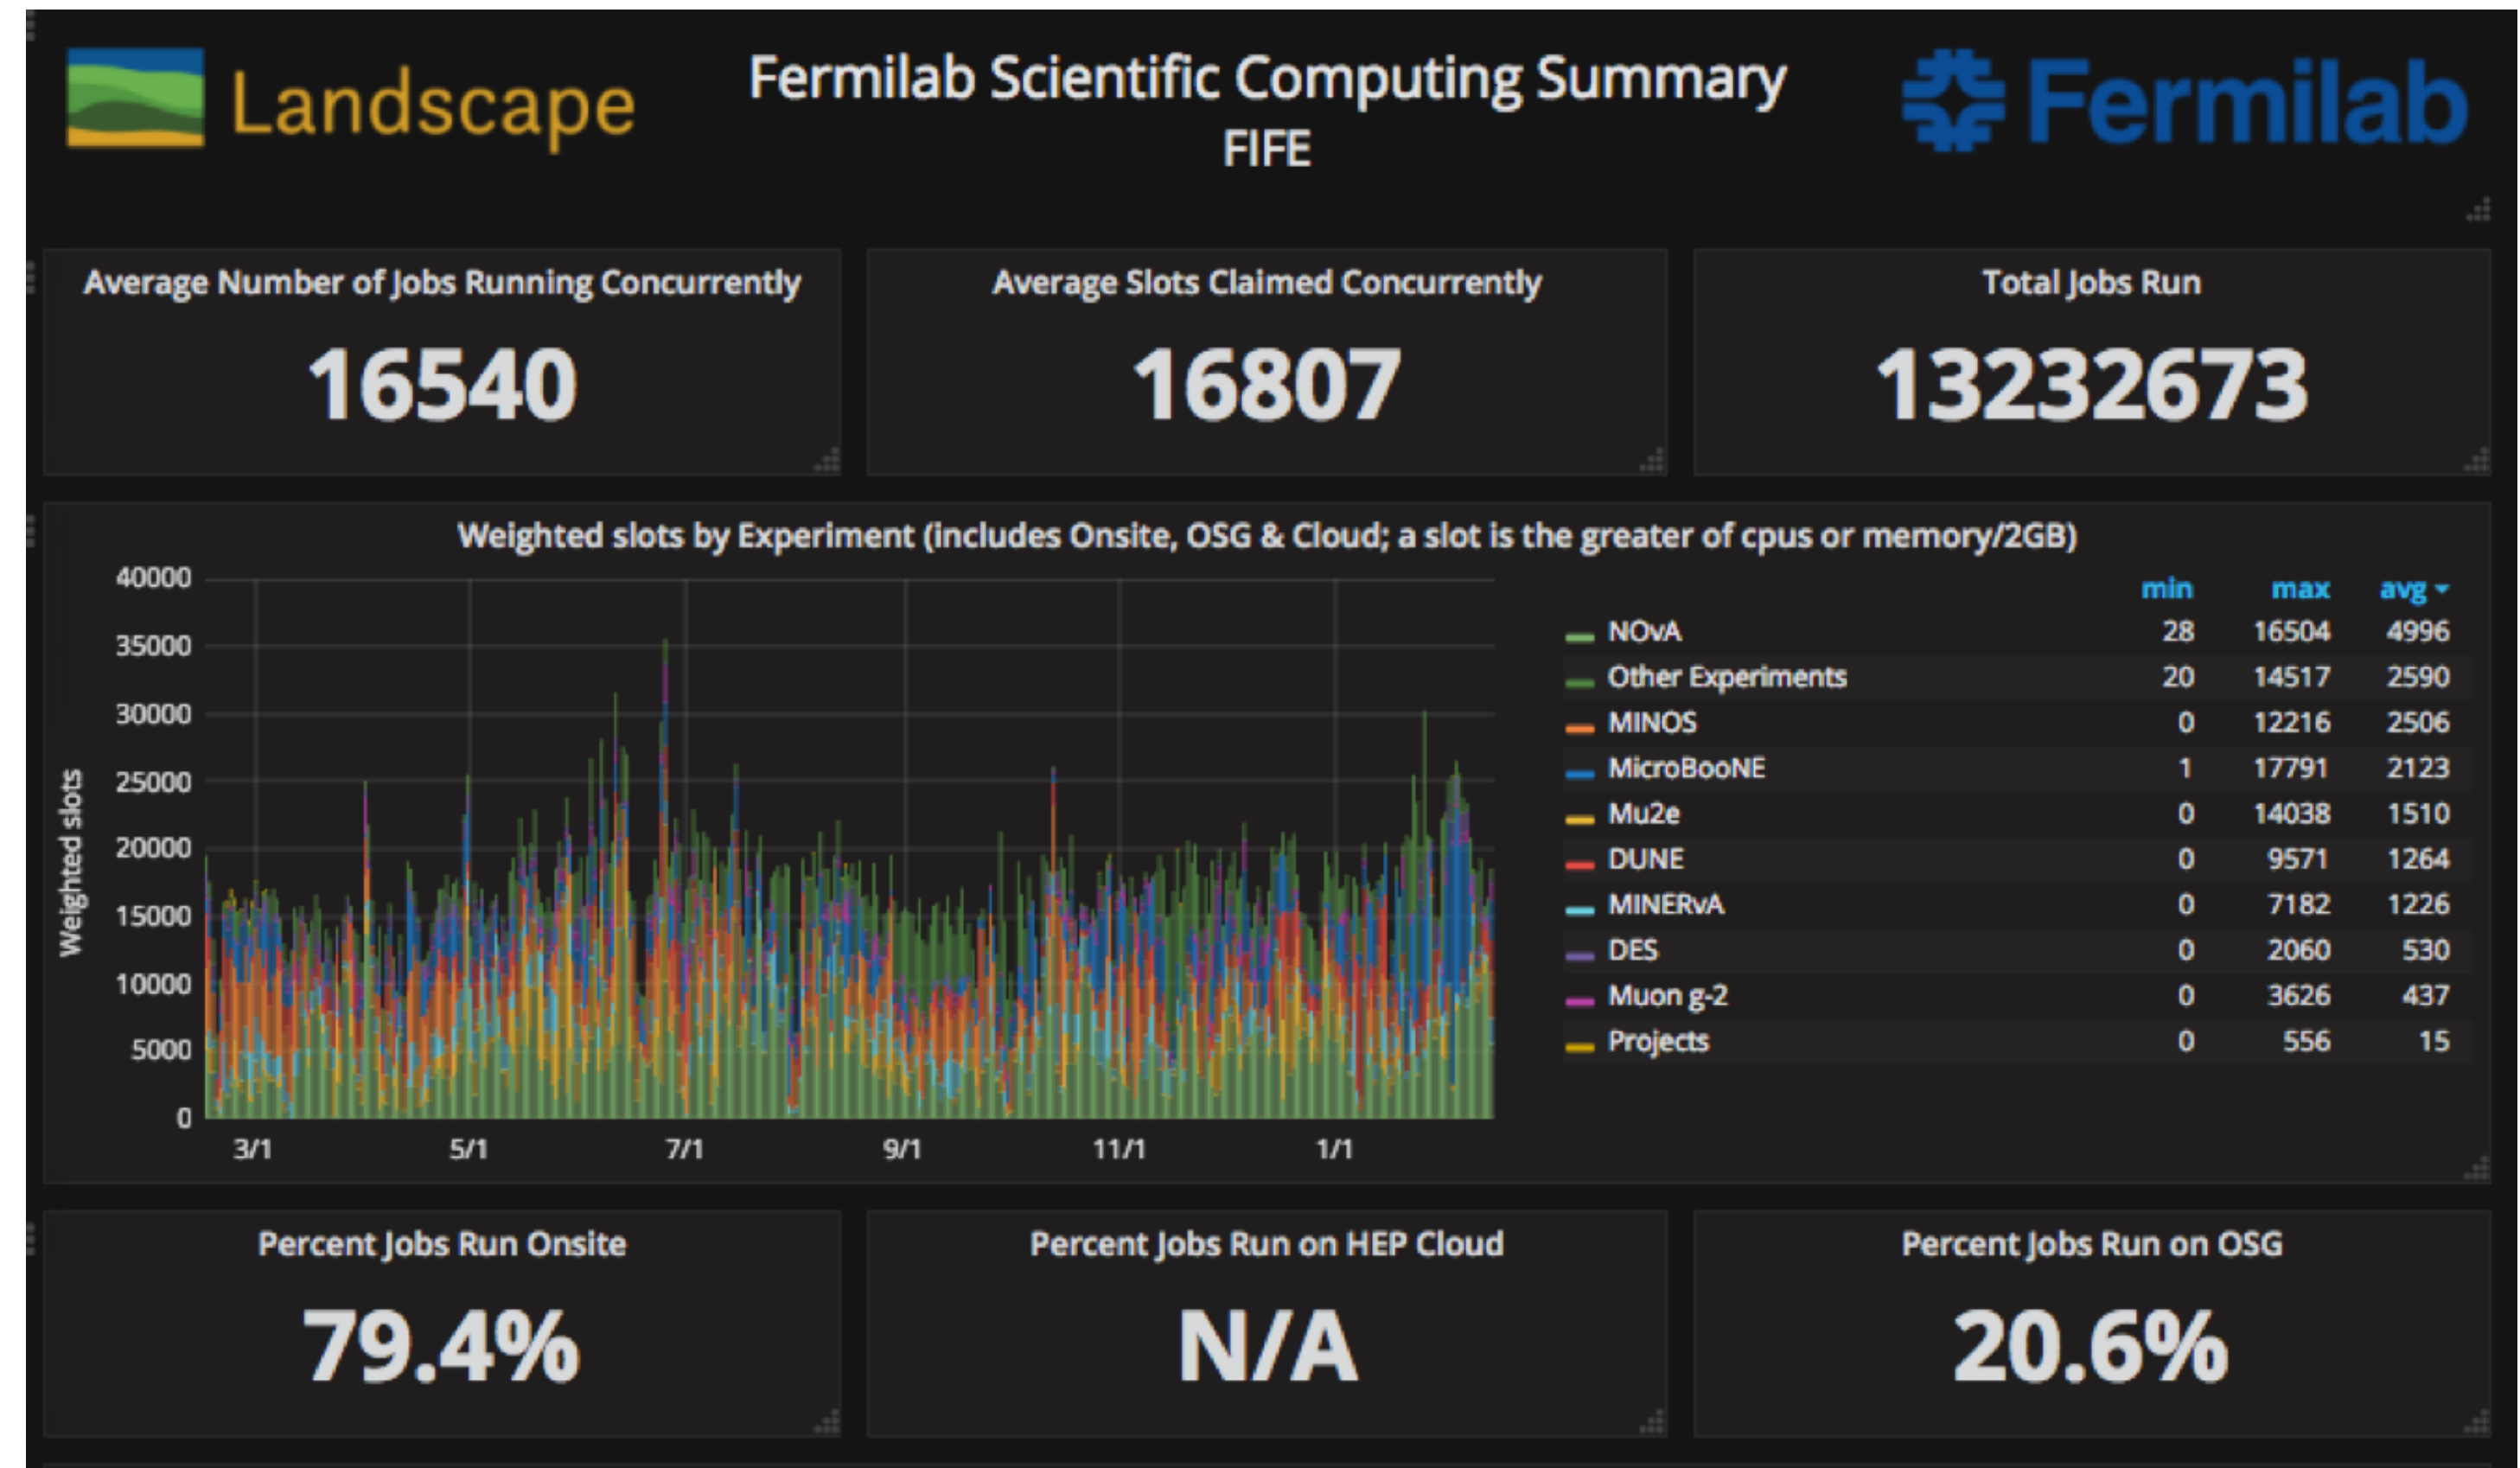 Landscape
Fermilab Scientific Computing Summary
FIFE
Fermilab
Average Number of Jobs Running Concurrently
16540
Average Slots Claimed Concurrently
16807
Total Jobs Run
13232673
Weighted slots by Experiment (includes Onsite, OSG & Cloud; a slot is the greater of cpus or memory/2GB)
Weighted slots
40000
35000
30000
25000
20000
15000
10000
5000
0
3/1 5/1 7/1 9/1 11/1 1/1
min max avg
NOvA 28 16504 4996
Other Experiments 20 14517 2590
MINOS 0 12216 2506
MicroBooNE 1 17791 2123
Mu2e 0 14038 1510
DUNE 0 9571 1264
MINERvA 0 7182 1226
DES 0 2060 530
Muon g-2 0 3626 437
Projects 0 556 15
Percent Jobs Run Onsite
79.4%
Percent Jobs Run on HEP Cloud
N/A
Percent Jobs Run on OSG
20.6%